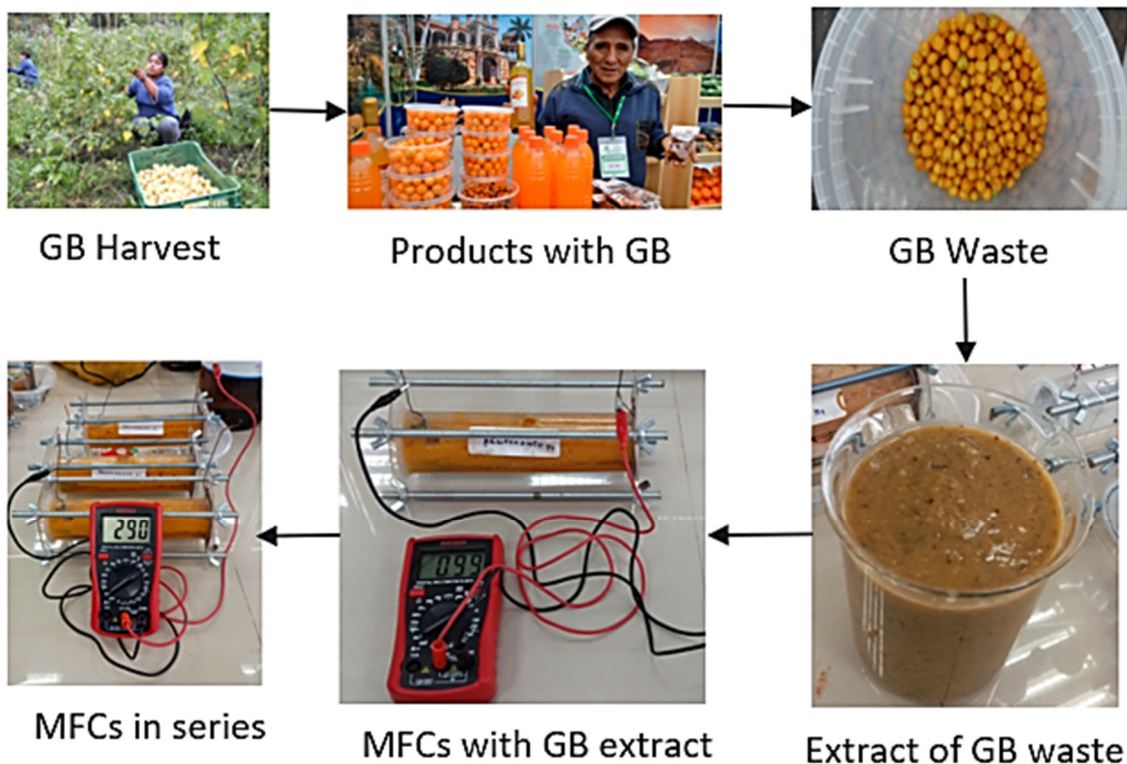 GB Harvest
Products with GB
GB Waste
290
0.99
MFCs in series
MFCs with GB extract
Extract of GB waste